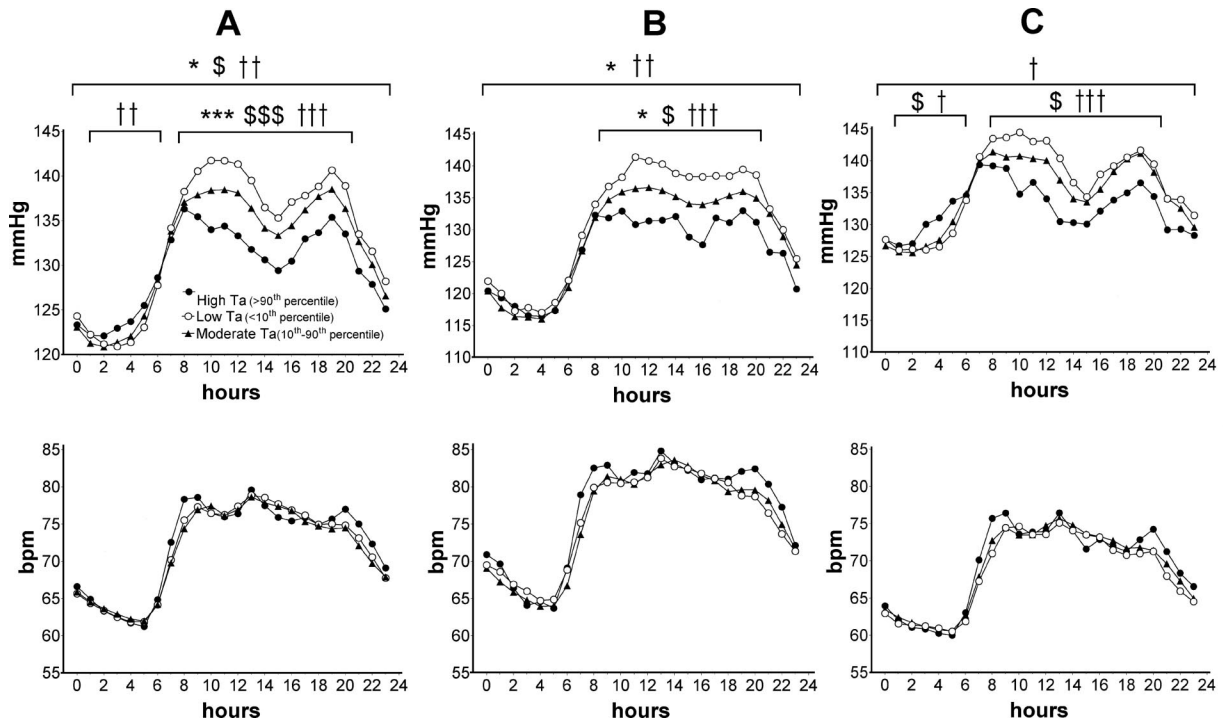 A
B
C
* $ ††
* ††
†
††
*** $$$ †††
* $ †††
$ †
$ †††
mmHg
145
140
135
130
125
120
High Ta (>90th percentile)
Low Ta (<10th percentile)
Moderate Ta (10th-90th percentile)
0 2 4 6 8 10 12 14 16 18 20 22 24
hours
mmHg
145
140
135
130
125
120
115
110
0 2 4 6 8 10 12 14 16 18 20 22 24
hours
mmHg
145
140
135
130
125
120
115
110
0 2 4 6 8 10 12 14 16 18 20 22 24
hours
bpm
85
80
75
70
65
60
55
0 2 4 6 8 10 12 14 16 18 20 22 24
hours
bpm
85
80
75
70
65
60
55
0 2 4 6 8 10 12 14 16 18 20 22 24
hours
bpm
85
80
75
70
65
60
55
0 2 4 6 8 10 12 14 16 18 20 22 24
hours